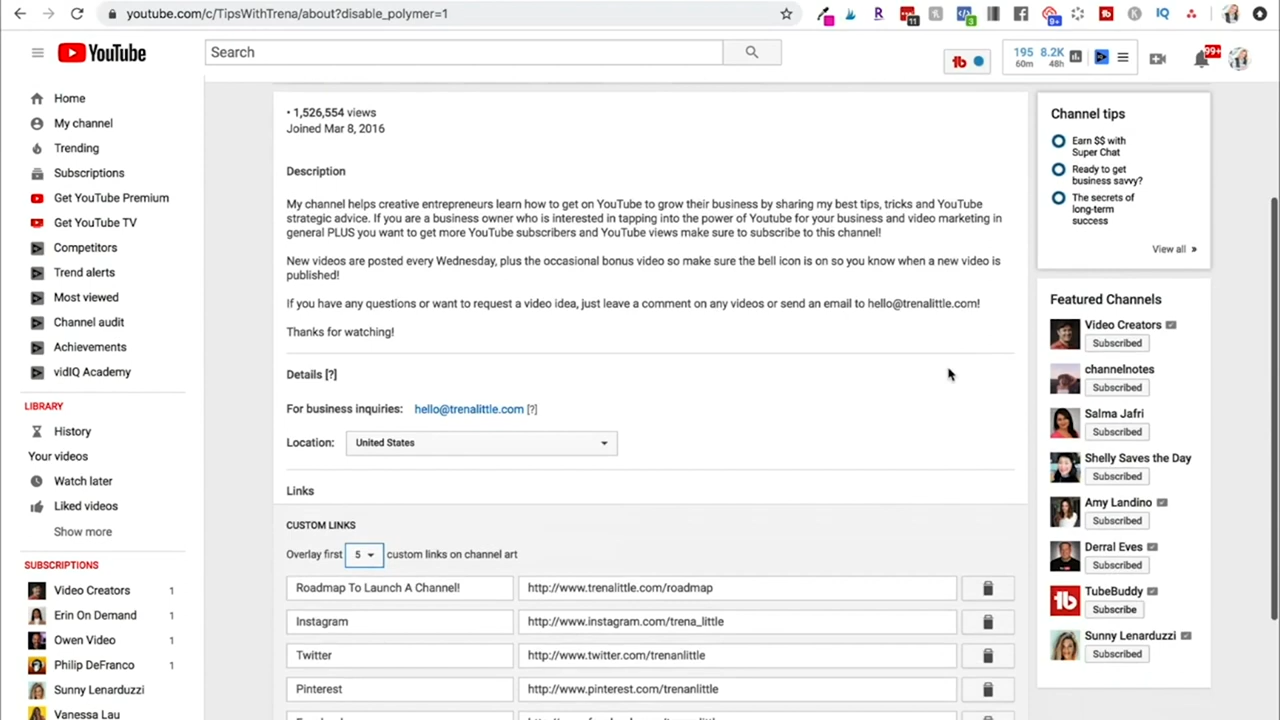 youtube.com/c/TipsWithTrena/about?disable_polymer=1
11
3
9+
IQ
YouTube
Search
tb
195 8.2K
60m 48h
99+
Home
My channel
Trending
Subscriptions
Get YouTube Premium
Get YouTube TV
Competitors
Trend alerts
Most viewed
Channel audit
Achievements
vidIQ Academy
LIBRARY
History
Your videos
Watch later
Liked videos
Show more
SUBSCRIPTIONS
Video Creators 1
Erin On Demand 1
Owen Video 1
Philip DeFranco 1
Sunny Lenarduzzi
Vanessa Lau
• 1,526,554 views
Joined Mar 8, 2016
Description
My channel helps creative entrepreneurs learn how to get on YouTube to grow their business by sharing my best tips, tricks and YouTube
strategic advice. If you are a business owner who is interested in tapping into the power of Youtube for your business and video marketing in
general PLUS you want to get more YouTube subscribers and YouTube views make sure to subscribe to this channel!
New videos are posted every Wednesday, plus the occasional bonus video so make sure the bell icon is on so you know when a new video is
published!
If you have any questions or want to request a video idea, just leave a comment on any videos or send an email to hello@trenalittle.com!
Thanks for watching!
Details [?]
For business inquiries: hello@trenalittle.com [?]
Location: United States
Links
CUSTOM LINKS
Overlay first 5 custom links on channel art
Roadmap To Launch A Channel! http://www.trenalittle.com/roadmap
Instagram http://www.instagram.com/trena_little
Twitter http://www.twitter.com/trenanlittle
Pinterest http://www.pinterest.com/trenanlittle
Channel tips
Earn $$ with
Super Chat
Ready to get
business savvy?
The secrets of
long-term
success
View all »
Featured Channels
Video Creators
Subscribed
channelnotes
Subscribed
Salma Jafri
Subscribed
Shelly Saves the Day
Subscribed
Amy Landino
Subscribed
Derral Eves
Subscribed
tb
TubeBuddy
Subscribe
Sunny Lenarduzzi
Subscribed